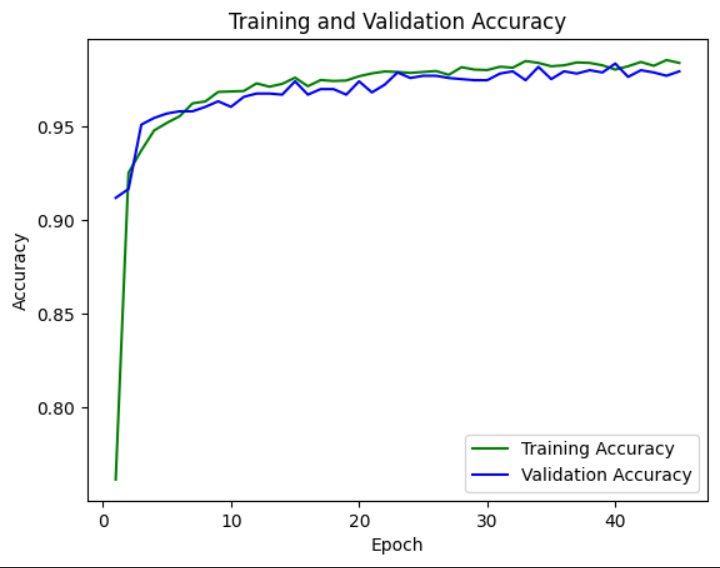 Training and Validation Accuracy
Accuracy
0.95
0.90
0.85
0.80
Training Accuracy
Validation Accuracy
0 10 20 30 40
Epoch